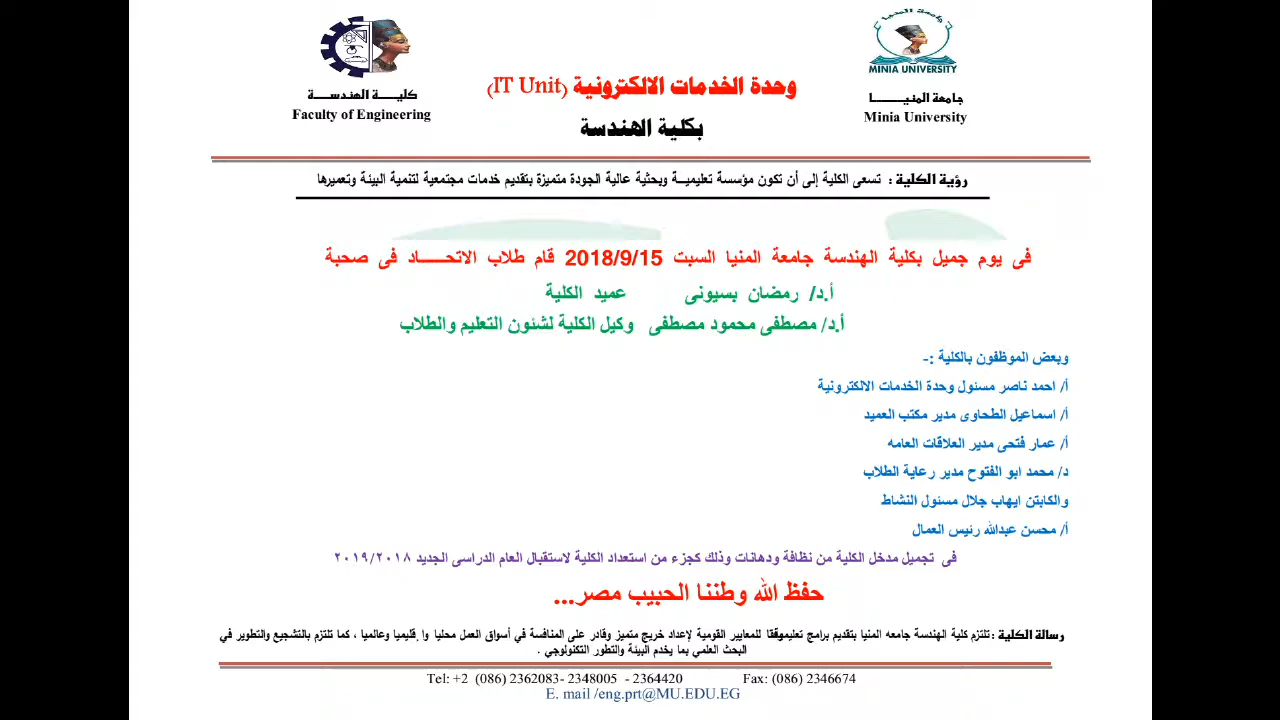 جامعة المنيا
MINIA UNIVERSITY
جامعة المنيـــــا
Minia University
كليــــة الهندســـة
Faculty of Engineering
وحدة الخدمات الالكترونية (IT Unit)
بكلية الهندسة
رؤية الكلية : تسعى الكلية إلى أن تكون مؤسسة تعليميــة وبحثية عالية الجودة متميزة بتقديم خدمات مجتمعية لتنمية البيئة وتعميرها
فى يوم جميل بكلية الهندسة جامعة المنيا السبت 2018/9/15 قام طلاب الاتحـــــاد فى صحبة
أ.د/ رمضان بسيونى عميد الكلية
أ.د/ مصطفى محمود مصطفى وكيل الكلية لشئون التعليم والطلاب
وبعض الموظفون بالكلية :-
أ/ احمد ناصر مسئول وحدة الخدمات الالكترونية
أ/ اسماعيل الطحاوى مدير مكتب العميد
أ/ عمار فتحى مدير العلاقات العامه
د/ محمد ابو الفتوح مدير رعاية الطلاب
والكابتن ايهاب جلال مسئول النشاط
أ/ محسن عبدالله رئيس العمال
فى تجميل مدخل الكلية من نظافة ودهانات وذلك كجزء من استعداد الكلية لاستقبال العام الدراسى الجديد ٢٠١٩/٢٠١٨
حفظ الله وطننا الحبيب مصر...
رسالة الكلية : تلتزم كلية الهندسة جامعه المنيا بتقديم برامج تعليمية وفقا للمعايير القومية لإعداد خريج متميز وقادر على المنافسة في أسواق العمل محليا وإقليميا وعالميا ، كما تلتزم بالتشجيع والتطوير في
البحث العلمي بما يخدم البيئة والتطور التكنولوجي .
Tel: +2 (086) 2362083- 2348005 - 2364420 Fax: (086) 2346674
E. mail /eng.prt@MU.EDU.EG